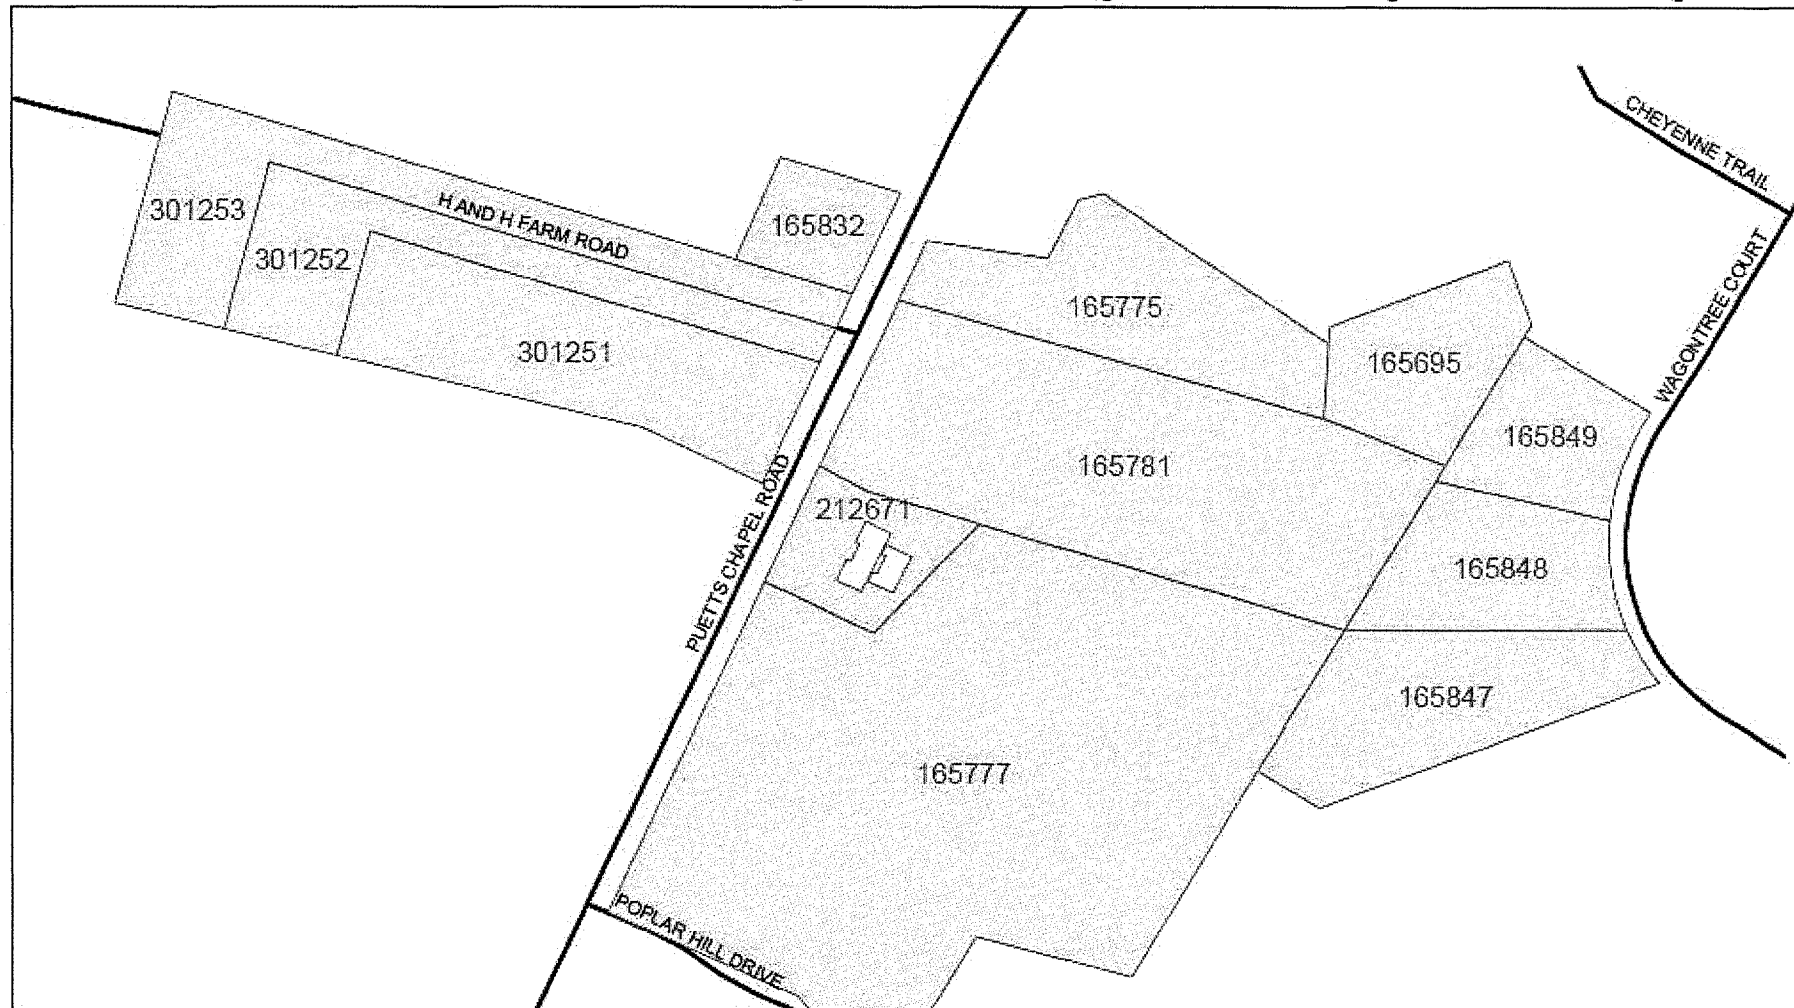 CHEYENNE TRAIL
301253
H AND H FARM ROAD
165832
301252
WAGONTREE COURT
165775
301251
165695
165849
165781
212671
PUETTS CHAPEL ROAD
165848
165847
165777
POPLAR HILL DRIVE